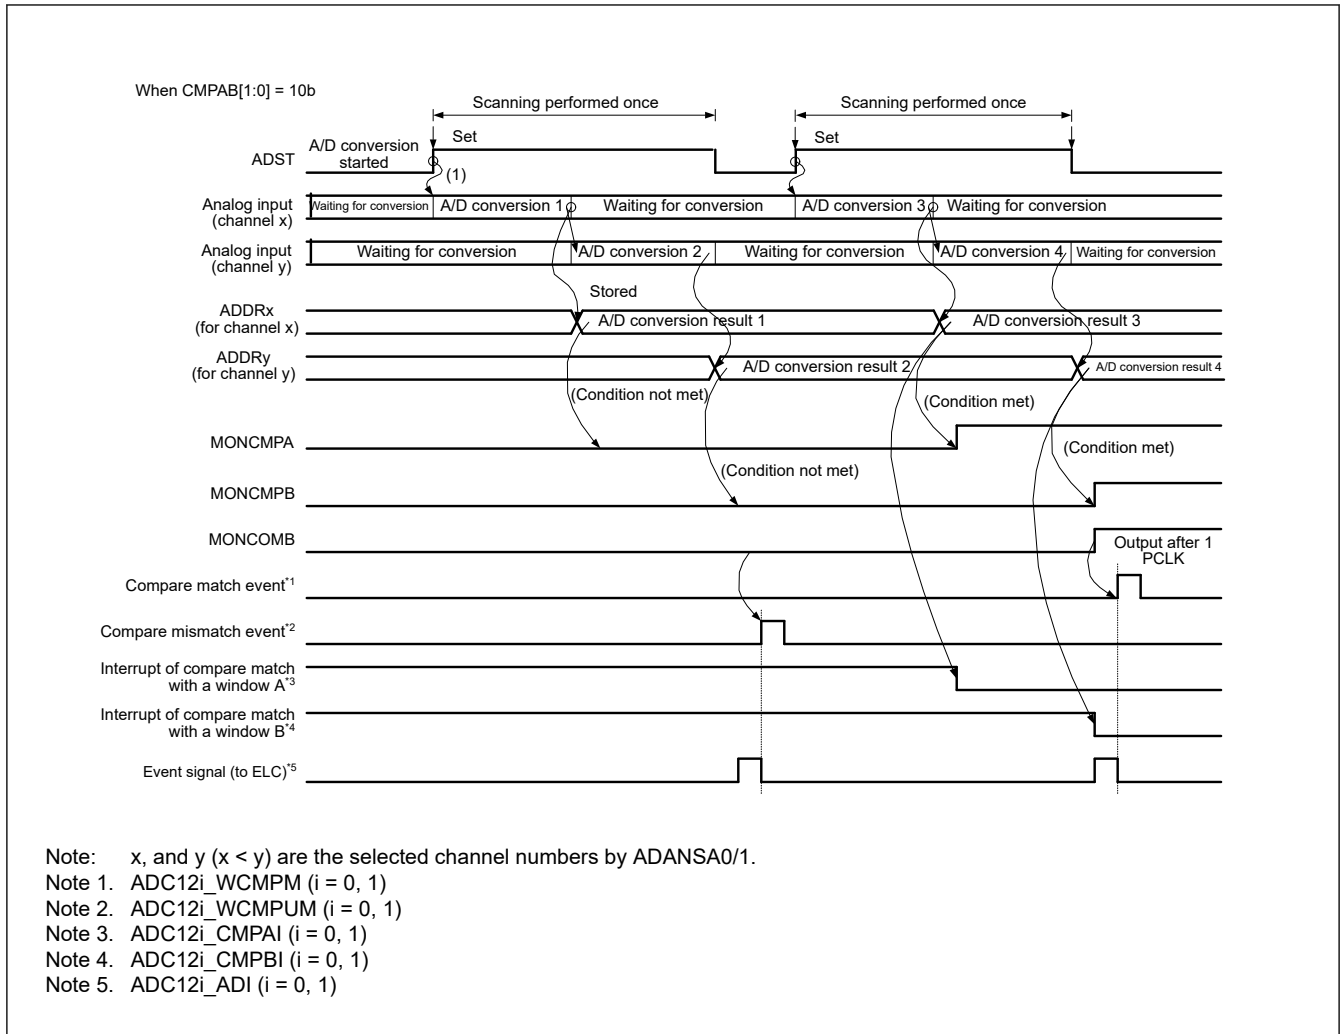 When CMPAB[1:0] = 10b
Scanning performed once
Scanning performed once
ADST
A/D conversion
started
Set
Set
(1)
Analog input
(channel x)
Waiting for conversion
A/D conversion 1
Waiting for conversion
A/D conversion 3
Waiting for conversion
Analog input
(channel y)
Waiting for conversion
A/D conversion 2
Waiting for conversion
A/D conversion 4
Waiting for conversion
Stored
ADDRx
(for channel x)
A/D conversion result 1
A/D conversion result 3
ADDRy
(for channel y)
A/D conversion result 2
A/D conversion result 4
(Condition not met)
(Condition met)
MONCMPA
(Condition met)
(Condition not met)
MONCMPB
MONCOMB
Output after 1
PCLK
Compare match event*1
Compare mismatch event*2
Interrupt of compare match
with a window A*3
Interrupt of compare match
with a window B*4
Event signal (to ELC)*5
Note: x, and y (x < y) are the selected channel numbers by ADANSA0/1.
Note 1. ADC12i_WCMPM (i = 0, 1)
Note 2. ADC12i_WCMPUM (i = 0, 1)
Note 3. ADC12i_CMPAI (i = 0, 1)
Note 4. ADC12i_CMPBI (i = 0, 1)
Note 5. ADC12i_ADI (i = 0, 1)